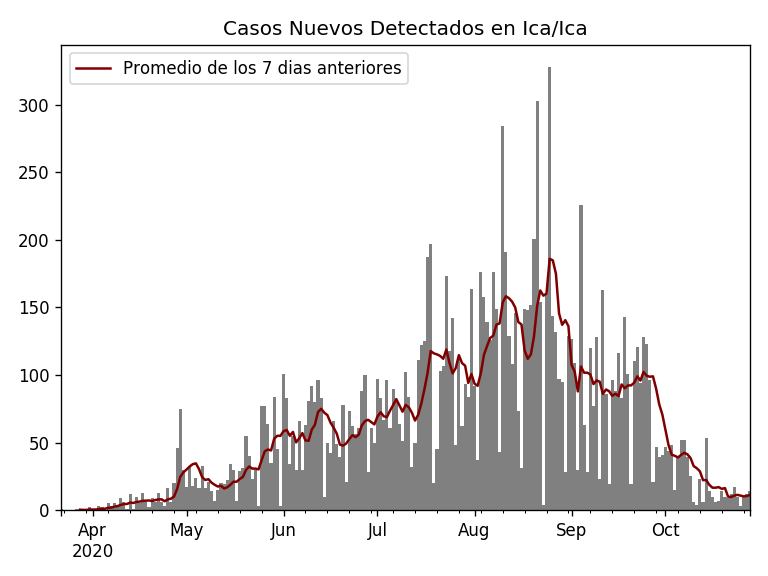 Casos Nuevos Detectados en Ica/Ica
Promedio de los 7 dias anteriores
300
250
200
150
100
50
0
Apr May Jun Jul Aug Sep Oct
2020